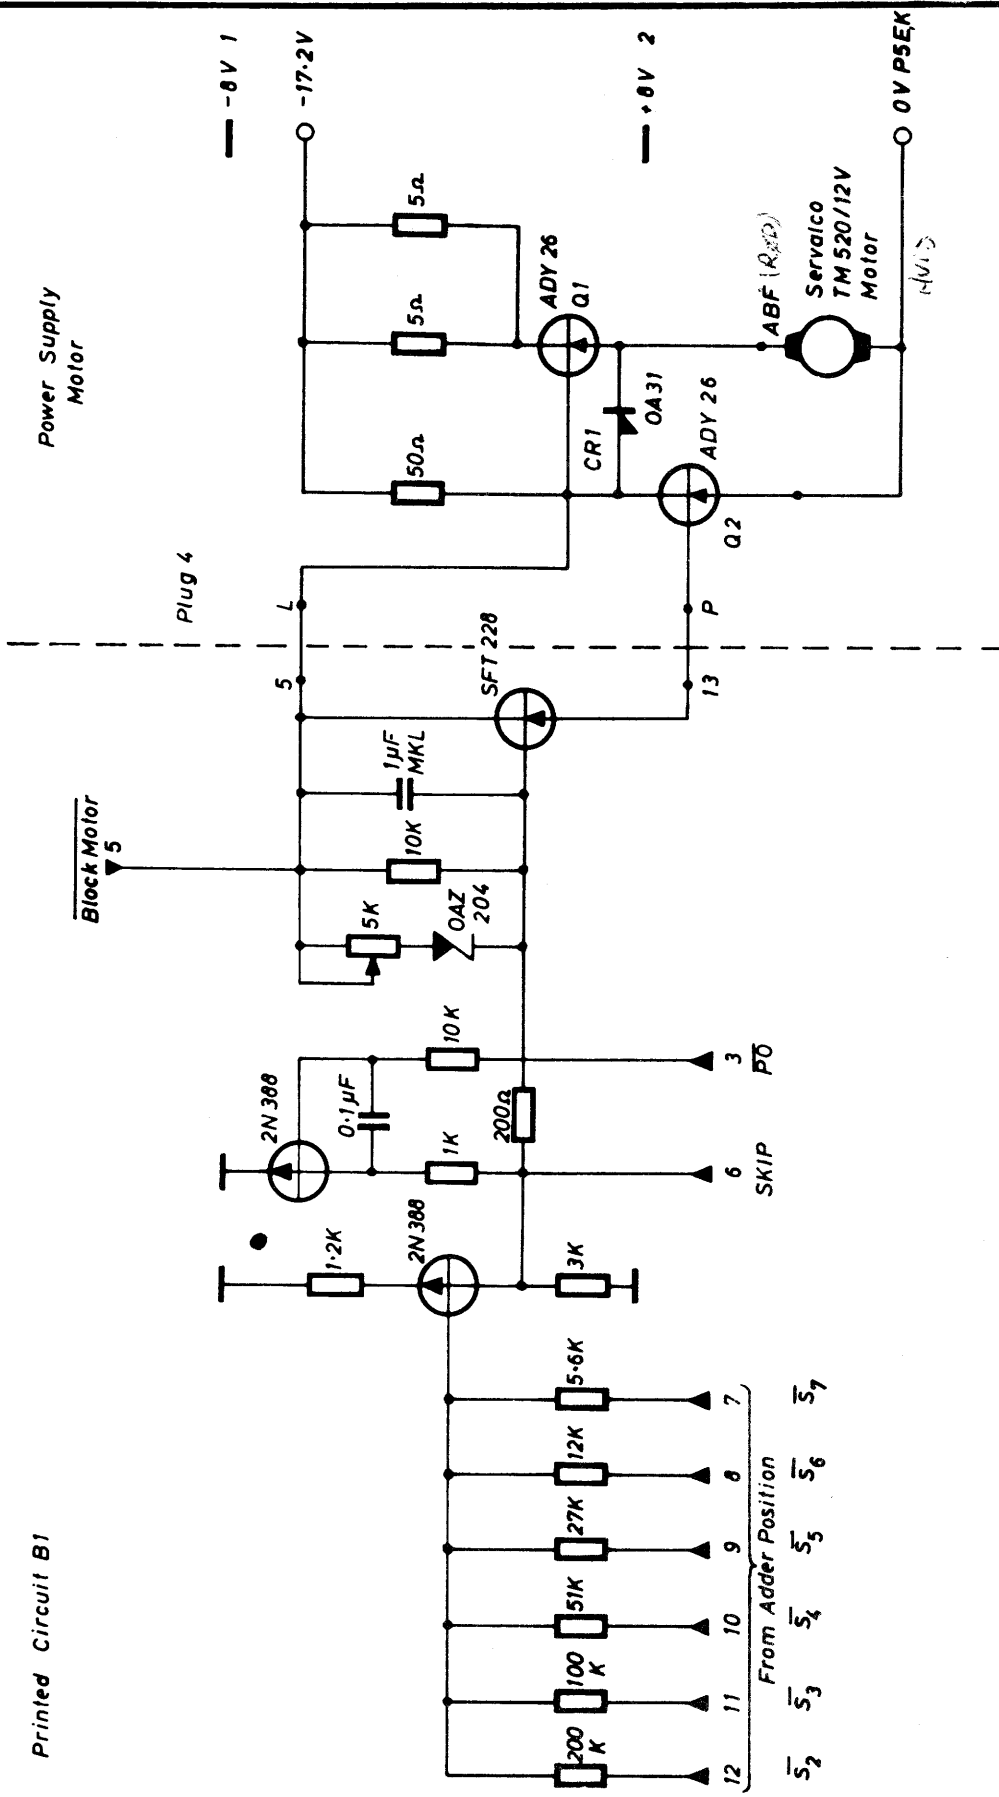 Printed Circuit B1
Power Supply
Motor
Plug 4
Block Motor
5
-8V 1
-17·2V
+8V 2
0V P5EK
5Ω
5Ω
50Ω
ADY 26
Q1
CR1
OA31
ADY 26
Q2
ABF (RED)
Servalco
TM520/12V
Motor
L
5
P
13
SFT 228
1µF
MKL
10K
5K
OAZ
204
10K
2N388
0·1µF
1K
200Ω
3
PO
6
SKIP
2N388
1·2K
3K
5·6K
12K
27K
51K
100
K
200
K
7
8
9
10
11
12
From Adder Position
S7
S6
S5
S4
S3
S2